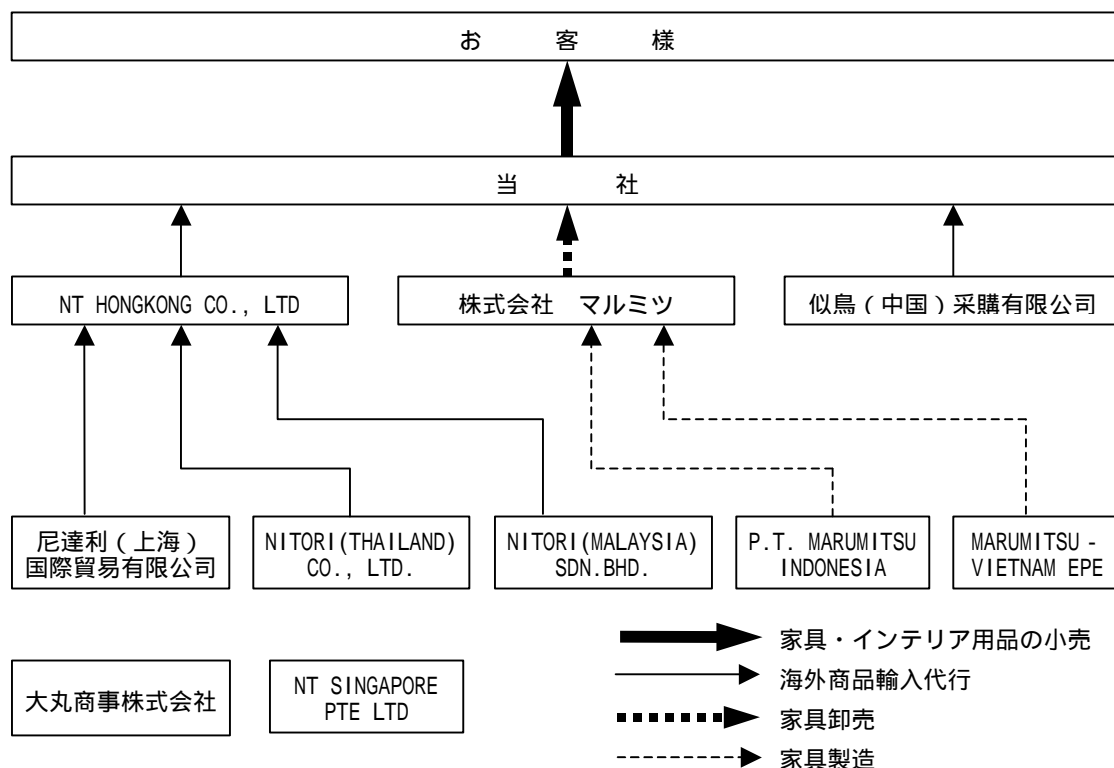 お 客 様
当 社
NT HONGKONG CO., LTD
株式会社 マルミツ
似鳥（中国）采購有限公司
尼達利（上海）
国際貿易有限公司
NITORI(THAILAND)
CO., LTD.
NITORI(MALAYSIA)
SDN.BHD.
P.T. MARUMITSU
INDONESIA
MARUMITSU -
VIETNAM EPE
大丸商事株式会社
NT SINGAPORE
PTE LTD
家具・インテリア用品の小売
海外商品輸入代行
家具卸売
家具製造